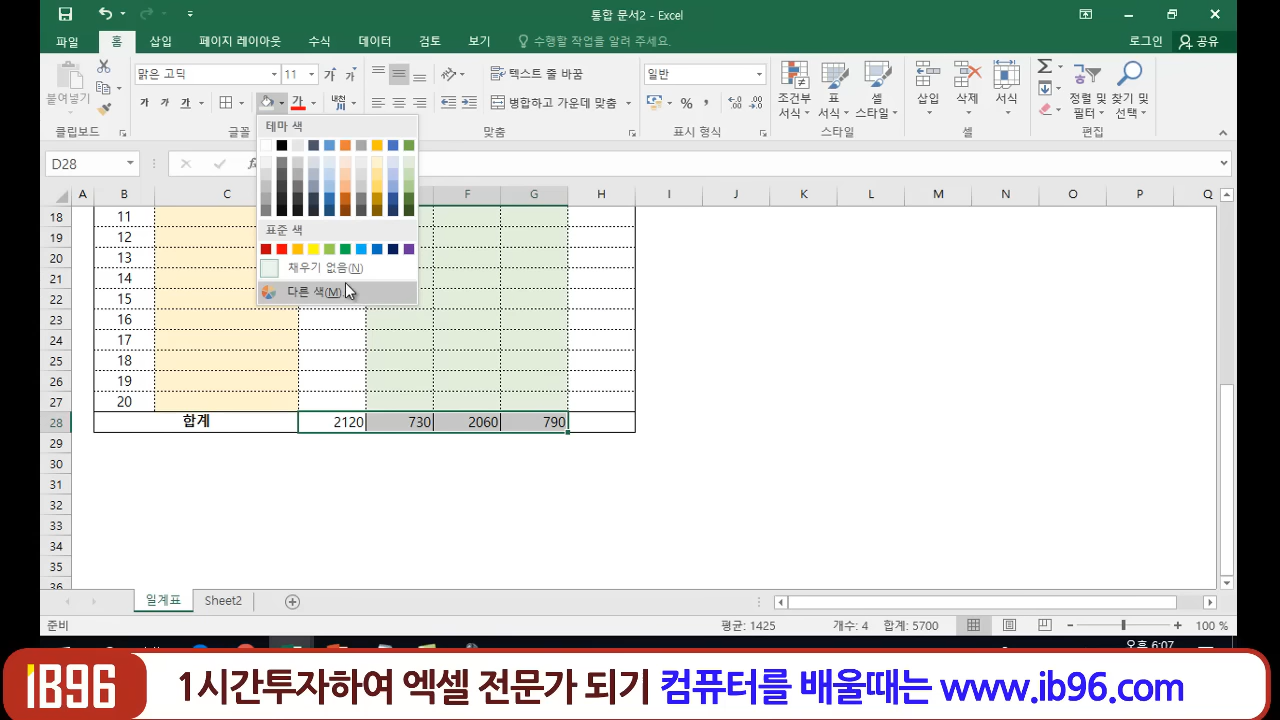 통합 문서2 - Excel
파일 홈 삽입 페이지 레이아웃 수식 데이터 검토 보기 수행할 작업을 알려 주세요. 로그인 공유
붙여넣기
맑은 고딕 11 가 가
가 가 가 가
텍스트 줄 바꿈
병합하고 가운데 맞춤
일반
%
조건부 서식
표 서식
셀 스타일
삽입 삭제 서식
정렬 및 필터
찾기 및 선택
클립보드 글꼴 맞춤 표시 형식 스타일 셀 편집
테마 색
표준 색
채우기 없음(N)
다른 색(M)
D28
A B C F G H I J K L M N O P Q
18 11
19 12
20 13
21 14
22 15
23 16
24 17
25 18
26 19
27 20
28 합계 2120 730 2060 790
29
30
31
32
33
34
35
36
일계표 Sheet2
준비 평균: 1425 개수: 4 합계: 5700 100 %
오후 6:07
IB96 1시간투자하여 엑셀 전문가 되기 컴퓨터를 배울때는 www.ib96.com